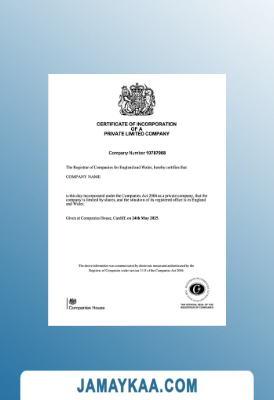 CERTIFICATE OF INCORPORATION
OF A
PRIVATE LIMITED COMPANY
Company Number 10787968
The Registrar of Companies for England and Wales, hereby certifies that
COMPANY NAME
is this day incorporated under the Companies Act 2006 as a private company, that the
company is limited by shares, and the situation of its registered office is in England
and Wales.
Given at Companies House, Cardiff, on 24th May 2025.
The above information was communicated by electronic means and authenticated by the
Registrar of Companies under section 1115 of the Companies Act 2006
Companies House
THE OFFICIAL SEAL OF THE
REGISTRAR OF COMPANIES
JAMAYKAA.COM